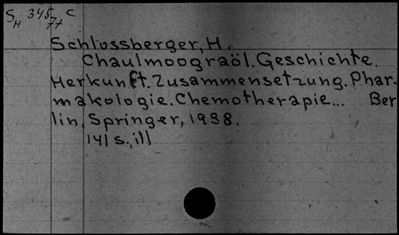 S 345 c
H 77
Schlossberger, H.
Chaulmoograöl. Geschichte.
Herkunft. Zusammensetzung. Phar-
makologie. Chemotherapie... Ber
lin, Springer, 1938.
141 s., ill